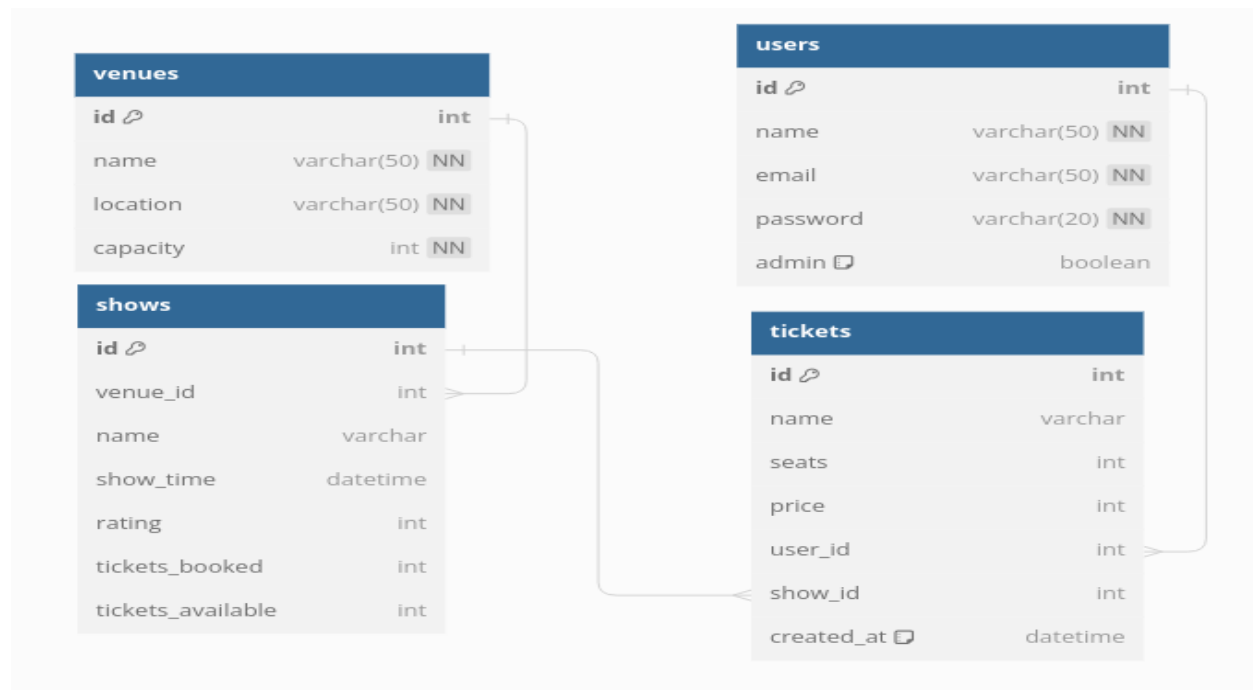 venues
id int
name varchar(50) NN
location varchar(50) NN
capacity int NN
shows
id int
venue_id int
name varchar
show_time datetime
rating int
tickets_booked int
tickets_available int
users
id int
name varchar(50) NN
email varchar(50) NN
password varchar(20) NN
admin boolean
tickets
id int
name varchar
seats int
price int
user_id int
show_id int
created_at datetime